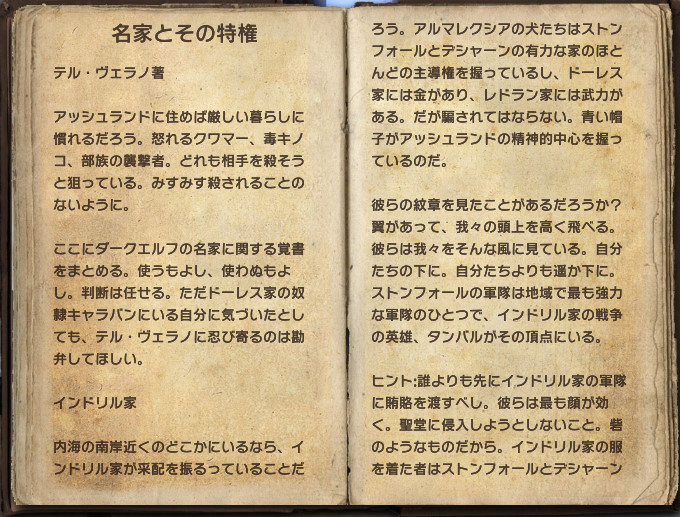 名家とその特権
テル・ヴェラノ著
アッシュランドに住めば厳しい暮らしに
慣れるだろう。怒れるクワマー、毒キノ
コ、部族の襲撃者。どれも相手を殺そう
と狙っている。みすみす殺されることの
ないように。
ここにダークエルフの名家に関する覚書
をまとめる。使うもよし、使わぬもよ
し。判断は任せる。ただドーレス家の奴
隷キャラバンにいる自分に気づいたとし
ても、テル・ヴェラノに忍び寄るのは勘
弁してほしい。
インドリル家
内海の南岸近くのどこかにいるなら、イ
ンドリル家が采配を振るっていることだ
ろう。アルマレクシアの犬たちはストン
フォールとデシャーンの有力な家のほと
んどの主導権を握っているし、ドーレス
家には金があり、レドラン家には武力が
ある。だが騙されてはならない。青い帽
子がアッシュランドの精神的中心を握っ
ているのだ。
彼らの紋章を見たことがあるだろうか?
翼があって、我々の頭上を高く飛べる。
彼らは我々をそんな風に見ている。自分
たちの下に。自分たちよりも遥か下に。
ストンフォールの軍隊は地域で最も強力
な軍隊のひとつで、インドリル家の戦争
の英雄、タンバルがその頂点にいる。
ヒント:誰よりも先にインドリル家の軍隊
に賄賂を渡すべし。彼らは最も顔が効
く。聖堂に侵入しようとしないこと。砦
のようなものだから。インドリル家の服
を着た者はストンフォールとデシャーン